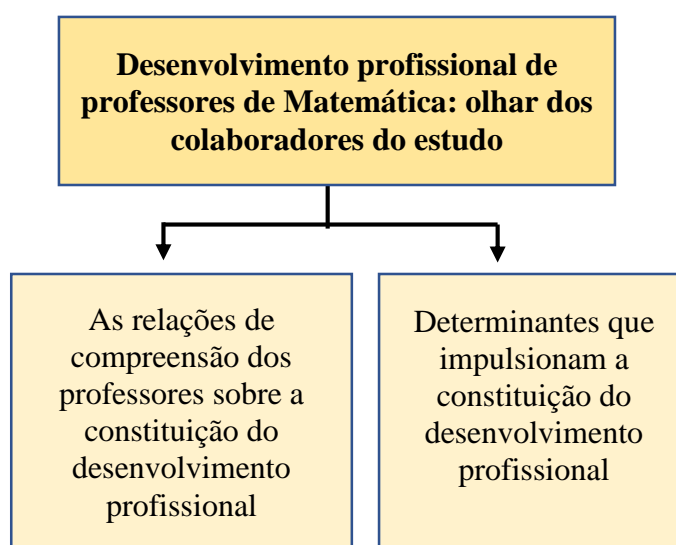 Desenvolvimento profissional de
professores de Matemática: olhar dos
colaboradores do estudo
As relações de
compreensão dos
professores sobre a
constituição do
desenvolvimento
profissional
Determinantes que
impulsionam a
constituição do
desenvolvimento
profissional